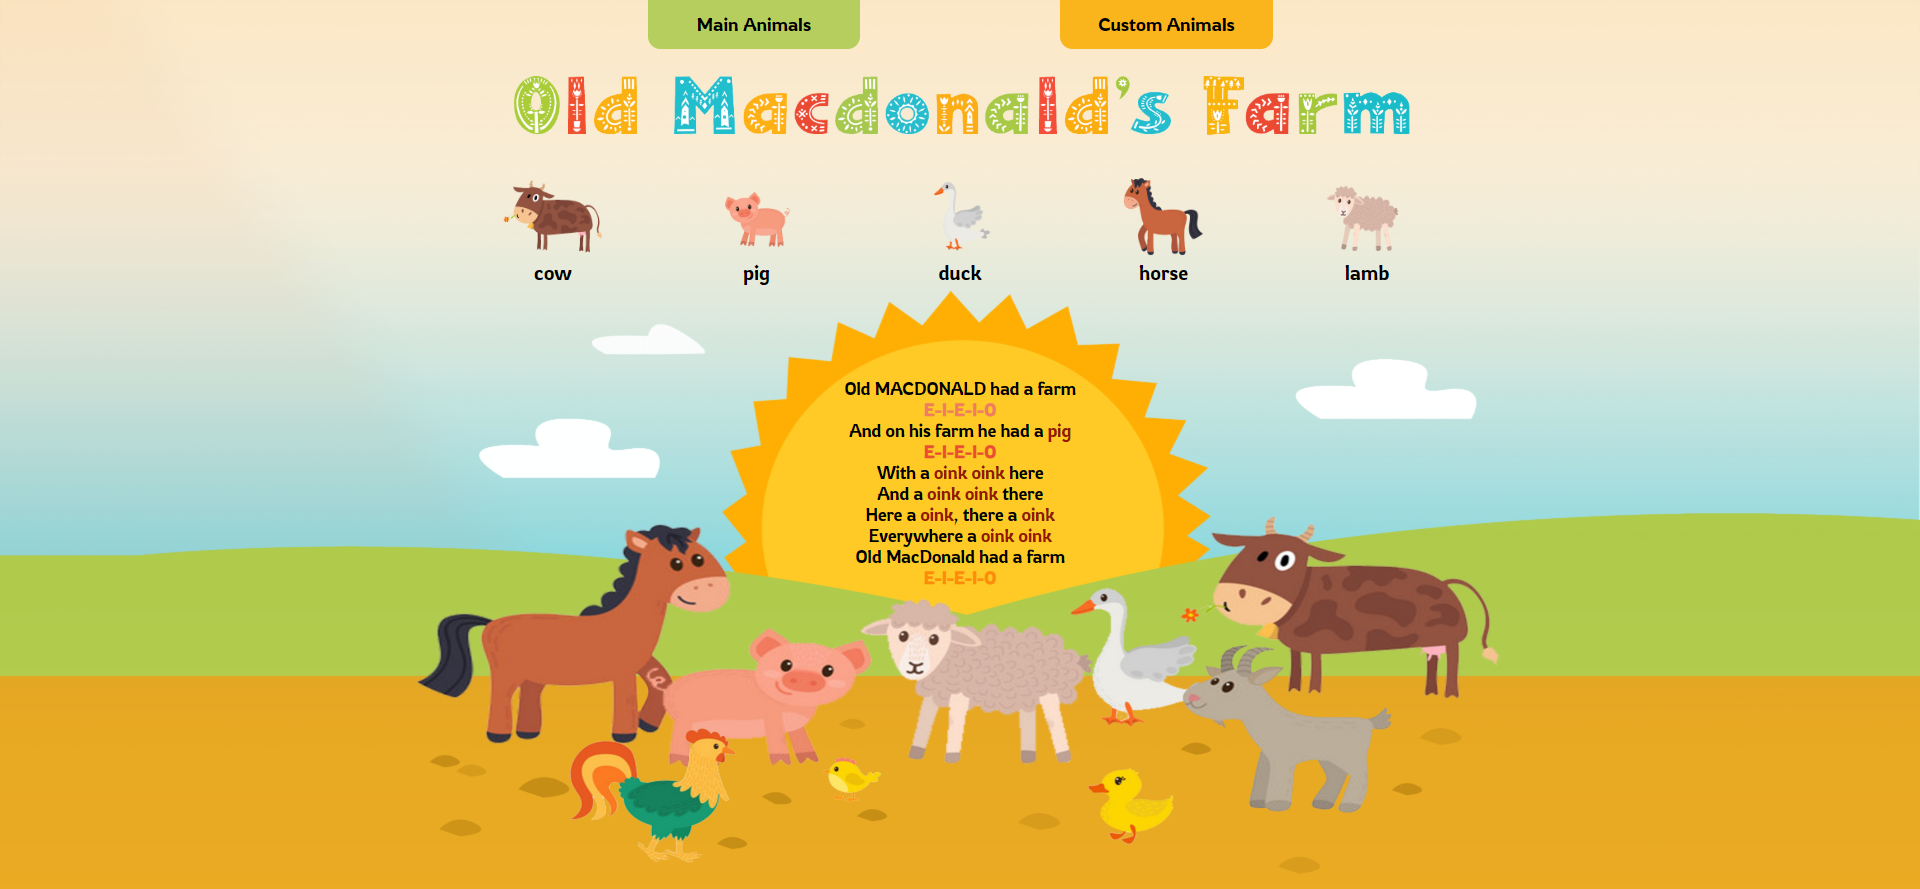 Main Animals
Custom Animals
Old Macdonald's Farm
cow
pig
duck
horse
lamb
Old MACDONALD had a farm
E-I-E-I-O
And on his farm he had a pig
E-I-E-I-O
With a oink oink here
And a oink oink there
Here a oink, there a oink
Everywhere a oink oink
Old MacDonald had a farm
E-I-E-I-O